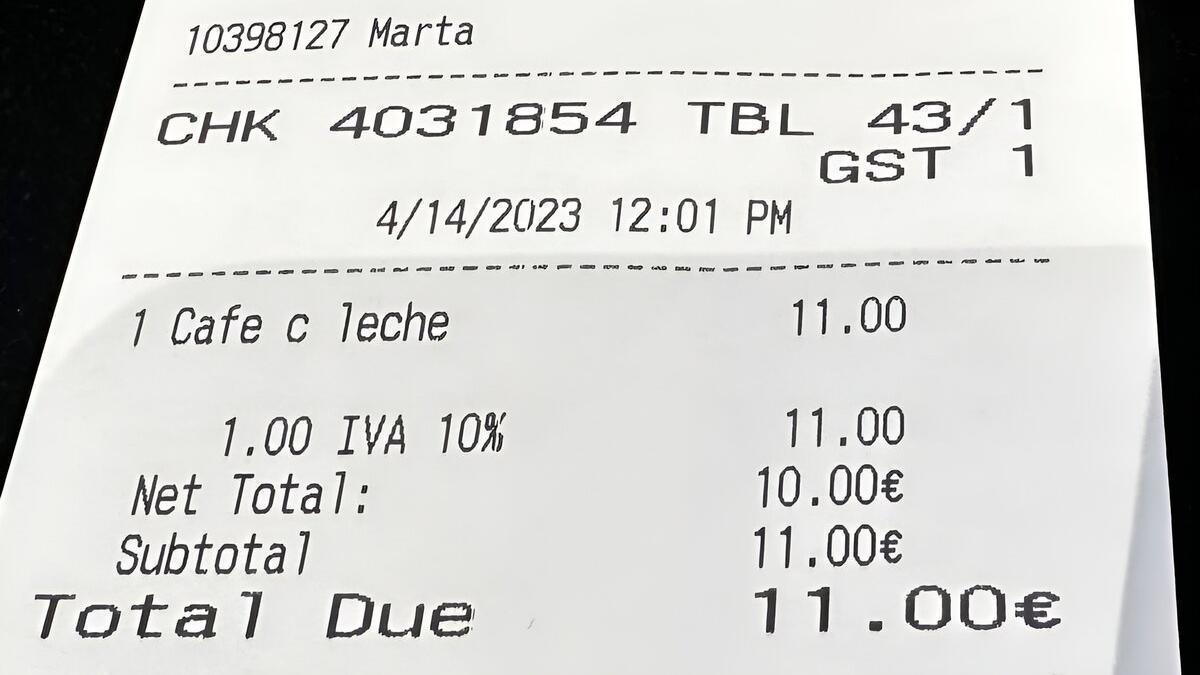 10398127 Marta
CHK 4031854 TBL 43/1
GST 1
4/14/2023 12:01 PM
1 Cafe c leche 11.00
1.00 IVA 10% 11.00
Net Total: 10.00€
Subtotal 11.00€
Total Due 11.00€